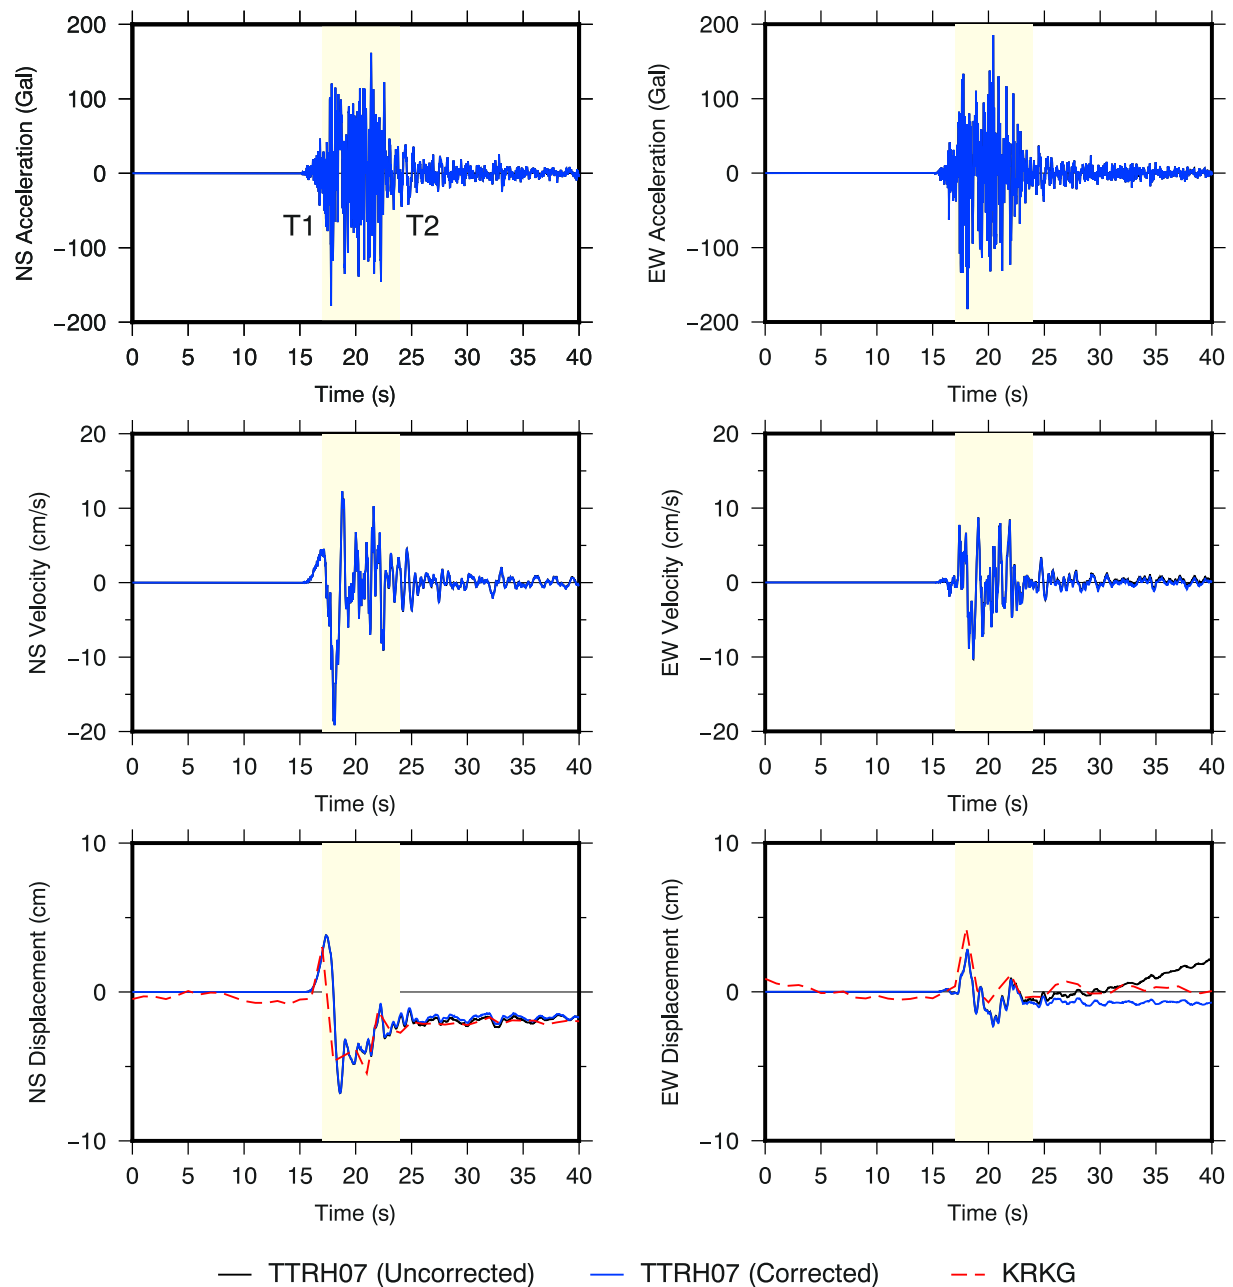 200
100
0
−100
−200
NS Acceleration (Gal)
T1
T2
0 5 10 15 20 25 30 35 40
Time (s)
200
100
0
−100
−200
EW Acceleration (Gal)
0 5 10 15 20 25 30 35 40
Time (s)
20
10
0
−10
−20
NS Velocity (cm/s)
0 5 10 15 20 25 30 35 40
Time (s)
20
10
0
−10
−20
EW Velocity (cm/s)
0 5 10 15 20 25 30 35 40
Time (s)
10
0
−10
NS Displacement (cm)
0 5 10 15 20 25 30 35 40
Time (s)
10
0
−10
EW Displacement (cm)
0 5 10 15 20 25 30 35 40
Time (s)
TTRH07 (Uncorrected) TTRH07 (Corrected) KRKG